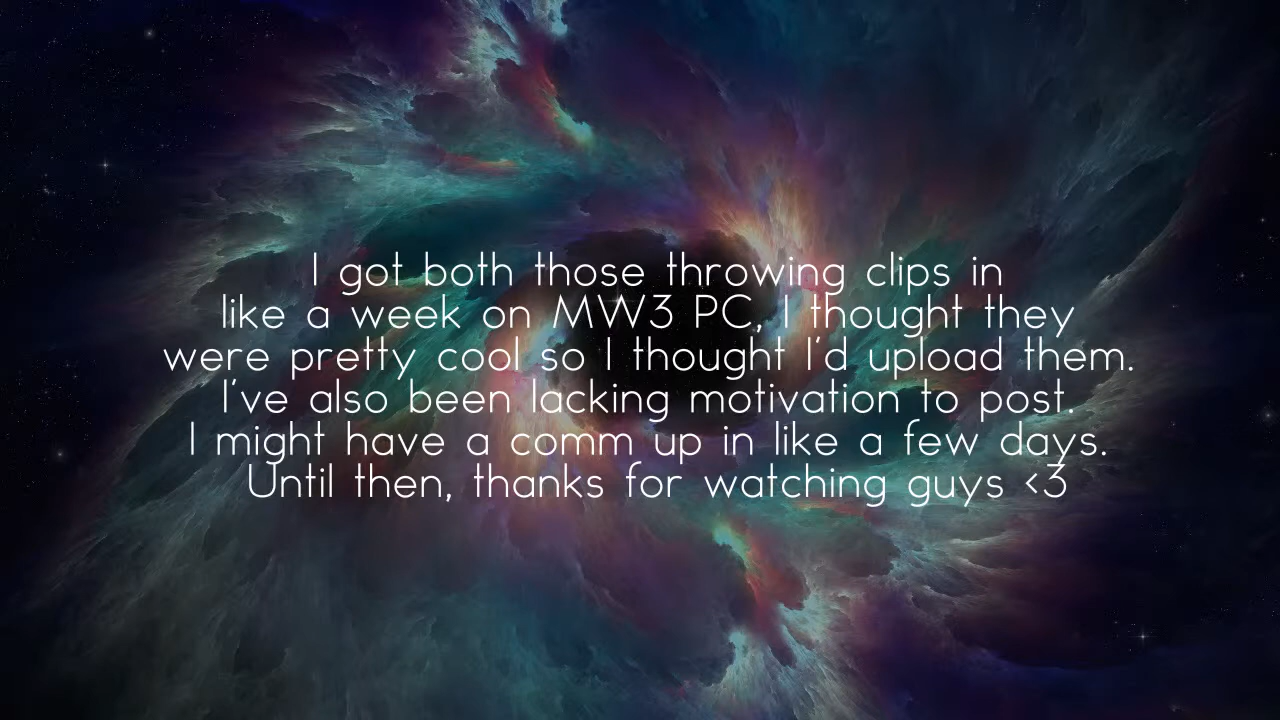 I got both those throwing clips in
like a week on MW3 PC, I thought they
were pretty cool so I thought I'd upload them.
I've also been lacking motivation to post.
I might have a comm up in like a few days.
Until then, thanks for watching guys <3